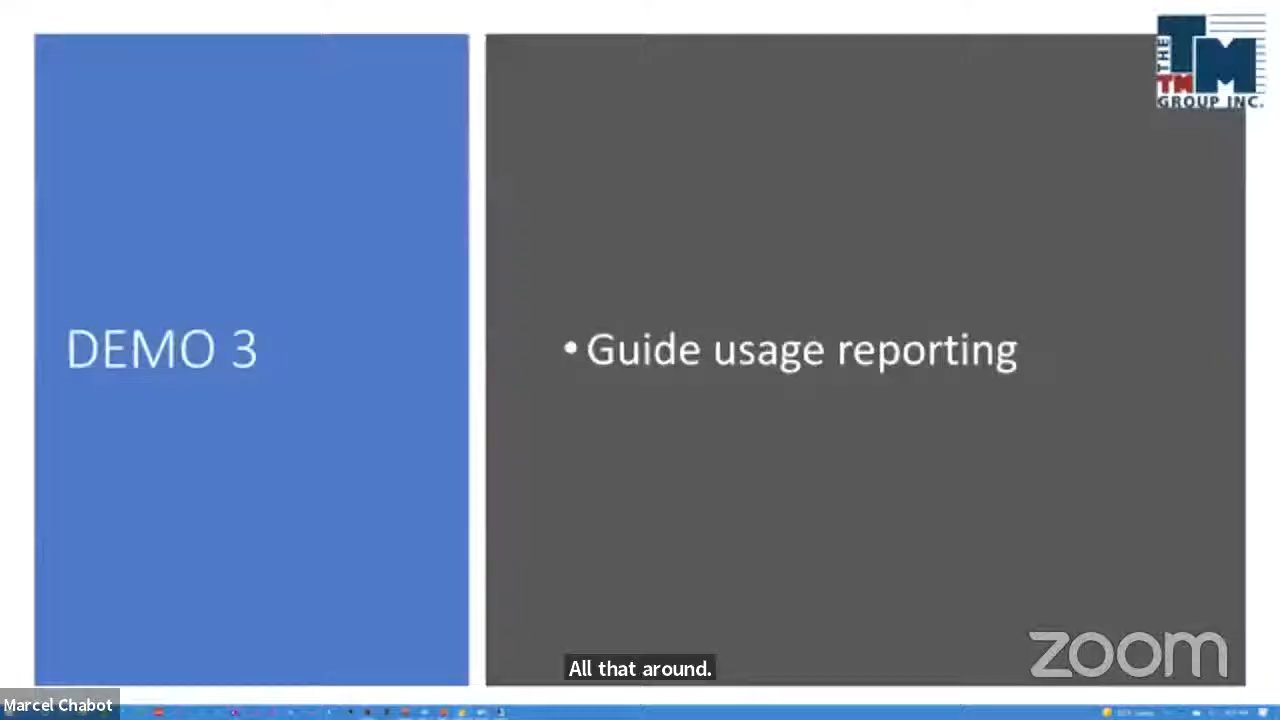 THE
TM
GROUP INC.
DEMO 3
• Guide usage reporting
All that around.
zoom
Marcel Chabot